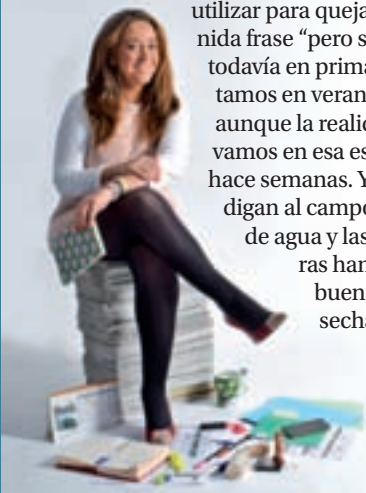 utilizar para queja
nida frase “pero s
todavía en prima
tamos en veran
aunque la realid
vamos en esa es
hace semanas. Y
digan al campo
de agua y las
ras han
buen
secha